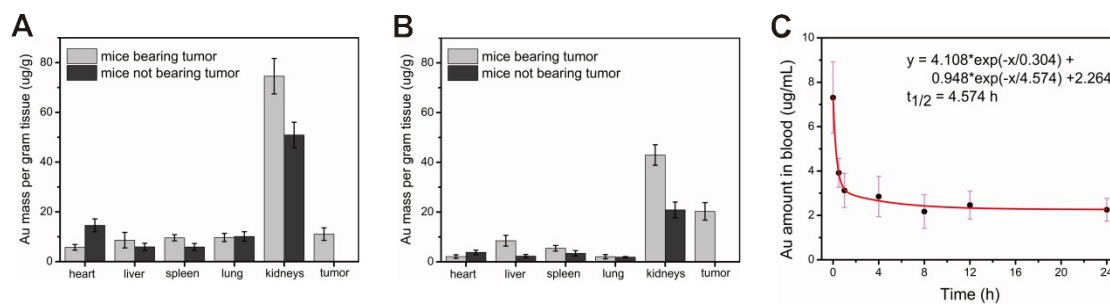 A
mice bearing tumor
mice not bearing tumor
Au mass per gram tissue (ug/g)
80
60
40
20
0
heart liver spleen lung kidneys tumor
B
mice bearing tumor
mice not bearing tumor
Au mass per gram tissue (ug/g)
80
60
40
20
0
heart liver spleen lung kidneys tumor
C
y = 4.108*exp(-x/0.304) +
0.948*exp(-x/4.574) +2.264
t1/2 = 4.574 h
Au amount in blood (ug/mL)
10
8
6
4
2
0
0 4 8 12 16 20 24
Time (h)